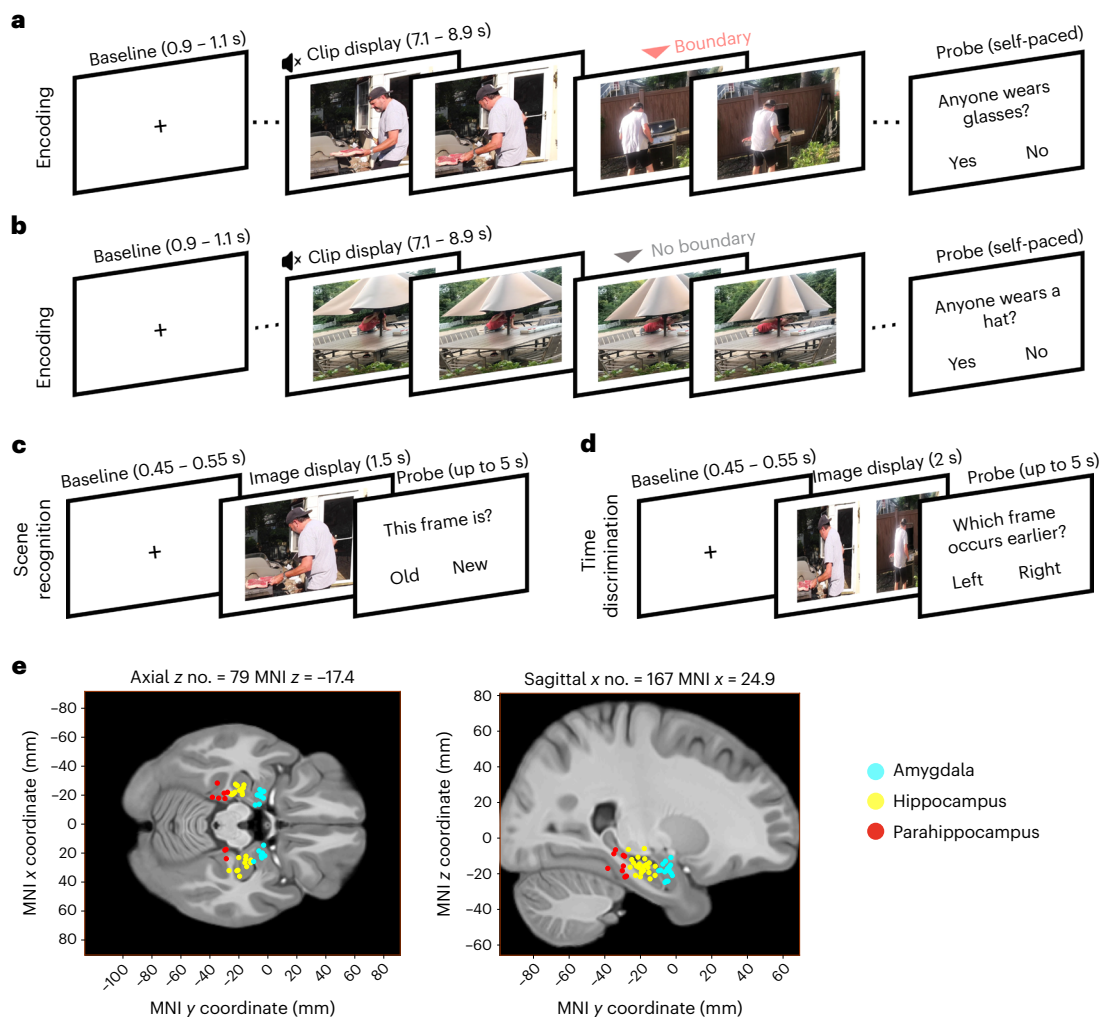 a
Baseline (0.9 – 1.1 s)
Clip display (7.1 – 8.9 s)
Boundary
Probe (self-paced)
Encoding
+
...
...
Anyone wears
glasses?
Yes
No
b
Baseline (0.9 – 1.1 s)
Clip display (7.1 – 8.9 s)
No boundary
Probe (self-paced)
Encoding
+
...
...
Anyone wears a
hat?
Yes
No
c
Baseline (0.45 – 0.55 s)
Image display (1.5 s)
Probe (up to 5 s)
Scene
recognition
+
This frame is?
Old
New
d
Baseline (0.45 – 0.55 s)
Image display (2 s)
Probe (up to 5 s)
Time
discrimination
+
Which frame
occurs earlier?
Left
Right
e
Axial z no. = 79 MNI z = –17.4
MNI x coordinate (mm)
–80
–60
–40
–20
0
20
40
60
80
–100
–80
–60
–40
–20
0
20
40
60
80
MNI y coordinate (mm)
Sagittal x no. = 167 MNI x = 24.9
MNI z coordinate (mm)
80
60
40
20
0
–20
–40
–60
–80
–60
–40
–20
0
20
40
60
MNI y coordinate (mm)
Amygdala
Hippocampus
Parahippocampus